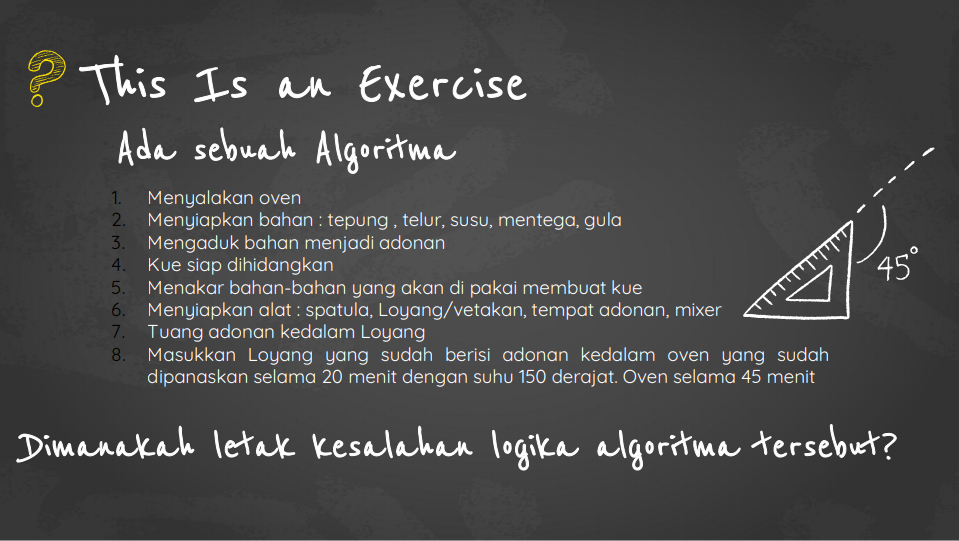 ?
This Is an Exercise
Ada sebuah Algoritma
1. Menyalakan oven
2. Menyiapkan bahan : tepung , telur, susu, mentega, gula
3. Mengaduk bahan menjadi adonan
4. Kue siap dihidangkan
5. Menakar bahan-bahan yang akan di pakai membuat kue
6. Menyiapkan alat : spatula, Loyang/vetakan, tempat adonan, mixer
7. Tuang adonan kedalam Loyang
8. Masukkan Loyang yang sudah berisi adonan kedalam oven yang sudah
dipanaskan selama 20 menit dengan suhu 150 derajat. Oven selama 45 menit
45°
Dimanakah letak kesalahan logika algoritma tersebut?